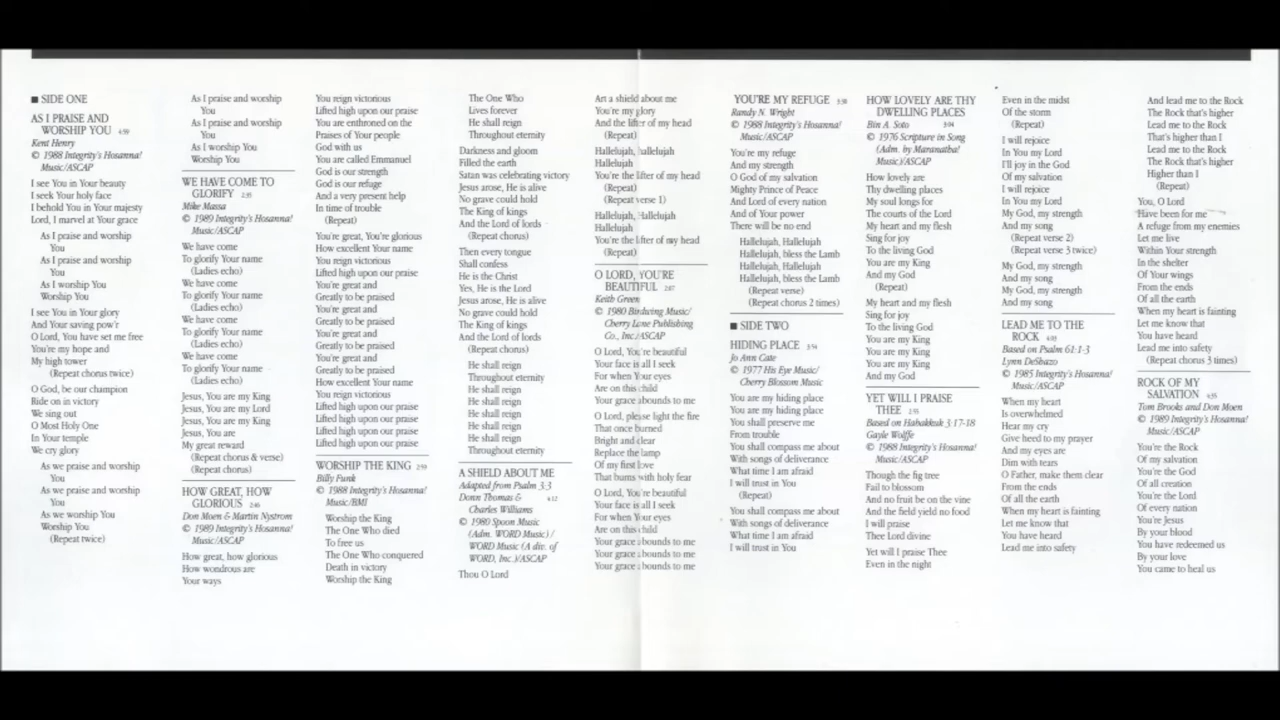 ■ SIDE ONE
AS I PRAISE AND
WORSHIP YOU 4:59
Kent Henry
© 1988 Integrity's Hosanna!
Music/ASCAP
I see You in Your beauty
I seek Your holy face
I behold You in Your majesty
Lord, I marvel at Your grace
As I praise and worship
You
As I praise and worship
You
As I worship You
Worship You
I see You in Your glory
And Your saving pow'r
O Lord, You have set me free
You're my hope and
My high tower
(Repeat chorus twice)
O God, be our champion
Ride on in victory
We sing out
O Most Holy One
In Your temple
We cry glory
As we praise and worship
You
As we praise and worship
You
As we worship You
Worship You
(Repeat twice)
As I praise and worship
You
As I praise and worship
You
As I worship You
Worship You
WE HAVE COME TO
GLORIFY 2:35
Mike Massa
© 1989 Integrity's Hosanna!
Music/ASCAP
We have come
To glorify Your name
(Ladies echo)
We have come
To glorify Your name
(Ladies echo)
We have come
To glorify Your name
(Ladies echo)
We have come
To glorify Your name
(Ladies echo)
Jesus, You are my King
Jesus, You are my Lord
Jesus, You are my King
Jesus, You are
My great reward
(Repeat chorus & verse)
(Repeat chorus)
HOW GREAT, HOW
GLORIOUS 2:46
Don Moen & Martin Nystrom
© 1989 Integrity's Hosanna!
Music/ASCAP
How great, how glorious
How wondrous are
Your ways
You reign victorious
Lifted high upon our praise
You are enthroned on the
Praises of Your people
God with us
You are called Emmanuel
God is our strength
God is our refuge
And a very present help
In time of trouble
(Repeat)
You're great, You're glorious
How excellent Your name
You reign victorious
Lifted high upon our praise
You're great and
Greatly to be praised
You're great and
Greatly to be praised
You're great and
Greatly to be praised
You're great and
Greatly to be praised
How excellent Your name
You reign victorious
Lifted high upon our praise
Lifted high upon our praise
Lifted high upon our praise
Lifted high upon our praise
WORSHIP THE KING 2:59
Billy Funk
© 1988 Integrity's Hosanna!
Music/BMI
Worship the King
The One Who died
To free us
The One Who conquered
Death in victory
Worship the King
The One Who
Lives forever
He shall reign
Throughout eternity
Darkness and gloom
Filled the earth
Satan was celebrating victory
Jesus arose, He is alive
No grave could hold
The King of kings
And the Lord of lords
(Repeat chorus)
Then every tongue
Shall confess
He is the Christ
Yes, He is the Lord
Jesus arose, He is alive
No grave could hold
The King of kings
And the Lord of lords
(Repeat chorus)
He shall reign
Throughout eternity
He shall reign
He shall reign
He shall reign
He shall reign
He shall reign
Throughout eternity
A SHIELD ABOUT ME
Adapted from Psalm 3:3
Donn Thomas & 4:12
Charles Williams
© 1980 Spoon Music
(Adm. WORD Music)/
WORD Music (A div. of
WORD, Inc.)/ASCAP
Thou O Lord
Art a shield about me
You're my glory
And the lifter of my head
(Repeat)
Hallelujah, hallelujah
Hallelujah
You're the lifter of my head
(Repeat)
(Repeat verse 1)
Hallelujah, Hallelujah
Hallelujah
You're the lifter of my head
(Repeat)
O LORD, YOU'RE
BEAUTIFUL 2:07
Keith Green
© 1980 Birdwing Music/
Cherry Lane Publishing
Co., Inc./ASCAP
O Lord, You're beautiful
Your face is all I seek
For when Your eyes
Are on this child
Your grace abounds to me
O Lord, please light the fire
That once burned
Bright and clear
Replace the lamp
Of my first love
That burns with holy fear
O Lord, You're beautiful
Your face is all I seek
For when Your eyes
Are on this child
Your grace abounds to me
Your grace abounds to me
Your grace abounds to me
YOU'RE MY REFUGE 3:50
Randy N. Wright
© 1988 Integrity's Hosanna!
Music/ASCAP
You're my refuge
And my strength
O God of my salvation
Mighty Prince of Peace
And Lord of every nation
And of Your power
There will be no end
Hallelujah, Hallelujah
Hallelujah, bless the Lamb
Hallelujah, Hallelujah
Hallelujah, bless the Lamb
(Repeat verse)
(Repeat chorus 2 times)
■ SIDE TWO
HIDING PLACE 3:54
Jo Ann Cate
© 1977 His Eye Music/
Cherry Blossom Music
You are my hiding place
You are my hiding place
You shall preserve me
From trouble
You shall compass me about
With songs of deliverance
What time I am afraid
I will trust in You
(Repeat)
You shall compass me about
With songs of deliverance
What time I am afraid
I will trust in You
HOW LOVELY ARE THY
DWELLING PLACES
Bin A. Soto 3:04
© 1976 Scripture in Song
(Adm. by Maranatha!
Music)/ASCAP
How lovely are
Thy dwelling places
My soul longs for
The courts of the Lord
My heart and my flesh
Sing for joy
To the living God
You are my King
And my God
(Repeat)
My heart and my flesh
Sing for joy
To the living God
You are my King
You are my King
You are my King
And my God
YET WILL I PRAISE
THEE 2:55
Based on Habakkuk 3:17-18
Gayle Wolffe
© 1988 Integrity's Hosanna!
Music/ASCAP
Though the fig tree
Fail to blossom
And no fruit be on the vine
And the field yield no food
I will praise
Thee Lord divine
Yet will I praise Thee
Even in the night
Even in the midst
Of the storm
(Repeat)
I will rejoice
In You my Lord
I'll joy in the God
Of my salvation
I will rejoice
In You my Lord
My God, my strength
And my song
(Repeat verse 2)
(Repeat verse 3 twice)
My God, my strength
And my song
My God, my strength
And my song
LEAD ME TO THE
ROCK 4:03
Based on Psalm 61:1-3
Lynn DeShazo
© 1985 Integrity's Hosanna!
Music/ASCAP
When my heart
Is overwhelmed
Hear my cry
Give heed to my prayer
And my eyes are
Dim with tears
O Father, make them clear
From the ends
Of all the earth
When my heart is fainting
Let me know that
You have heard
Lead me into safety
And lead me to the Rock
The Rock that's higher
Lead me to the Rock
That's higher than I
Lead me to the Rock
The Rock that's higher
Higher than I
(Repeat)
You, O Lord
Have been for me
A refuge from my enemies
Let me live
Within Your strength
In the shelter
Of Your wings
From the ends
Of all the earth
When my heart is fainting
Let me know that
You have heard
Lead me into safety
(Repeat chorus 3 times)
ROCK OF MY
SALVATION 4:35
Tom Brooks and Don Moen
© 1989 Integrity's Hosanna!
Music/ASCAP
You're the Rock
Of my salvation
You're the God
Of all creation
You're the Lord
Of every nation
You're Jesus
By your blood
You have redeemed us
By your love
You came to heal us